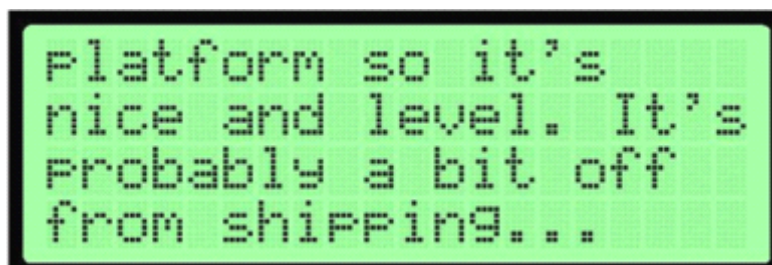 platform so it's
nice and level. It's
probably a bit off
from shipping...